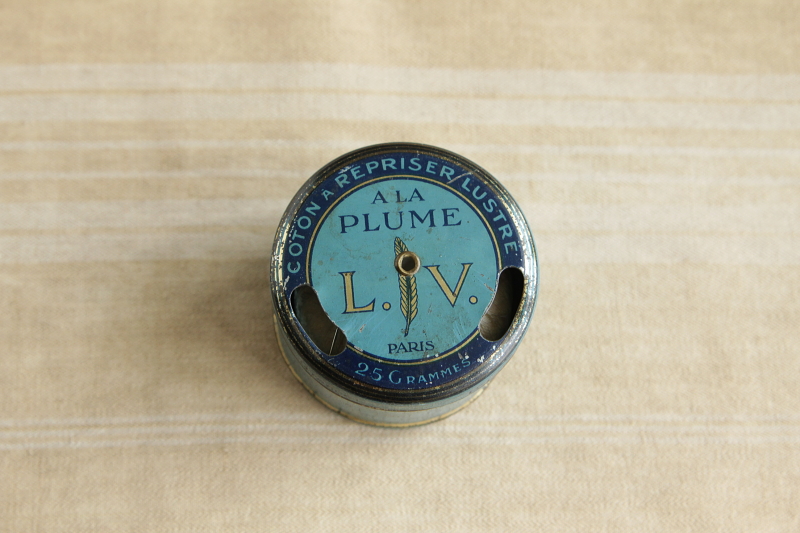 COTON A REPRISER LUSTRE
A LA
PLUME
L. V.
PARIS
25 GRAMMES